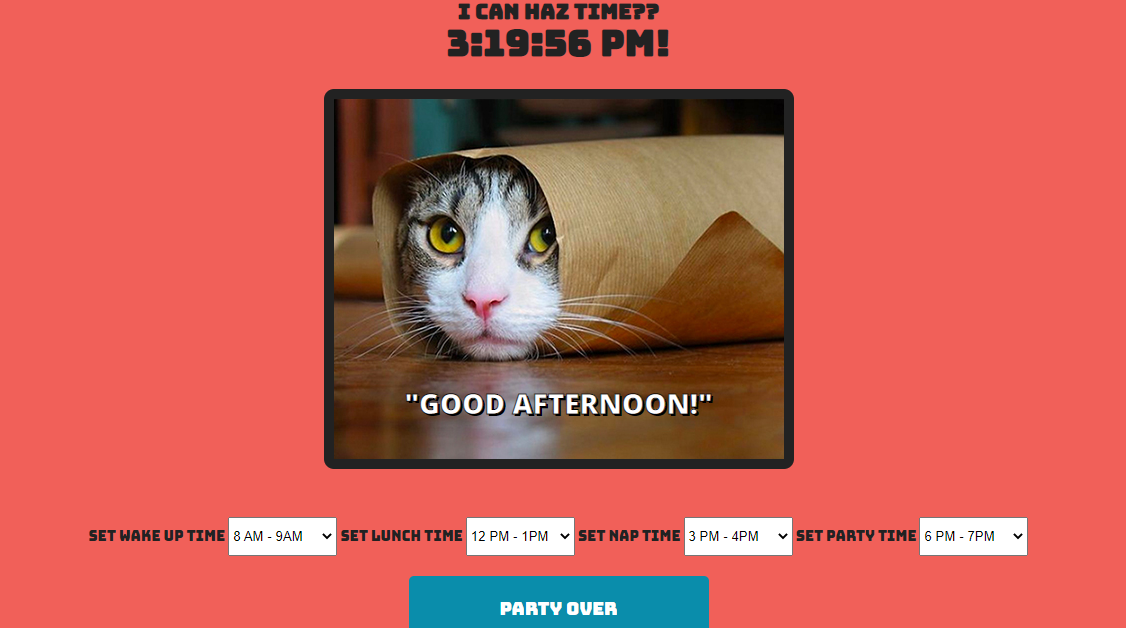 I CAN HAZ TIME??
3:19:56 PM!
"GOOD AFTERNOON!"
SET WAKE UP TIME 8 AM - 9AM SET LUNCH TIME 12 PM - 1PM SET NAP TIME 3 PM - 4PM SET PARTY TIME 6 PM - 7PM
PARTY OVER